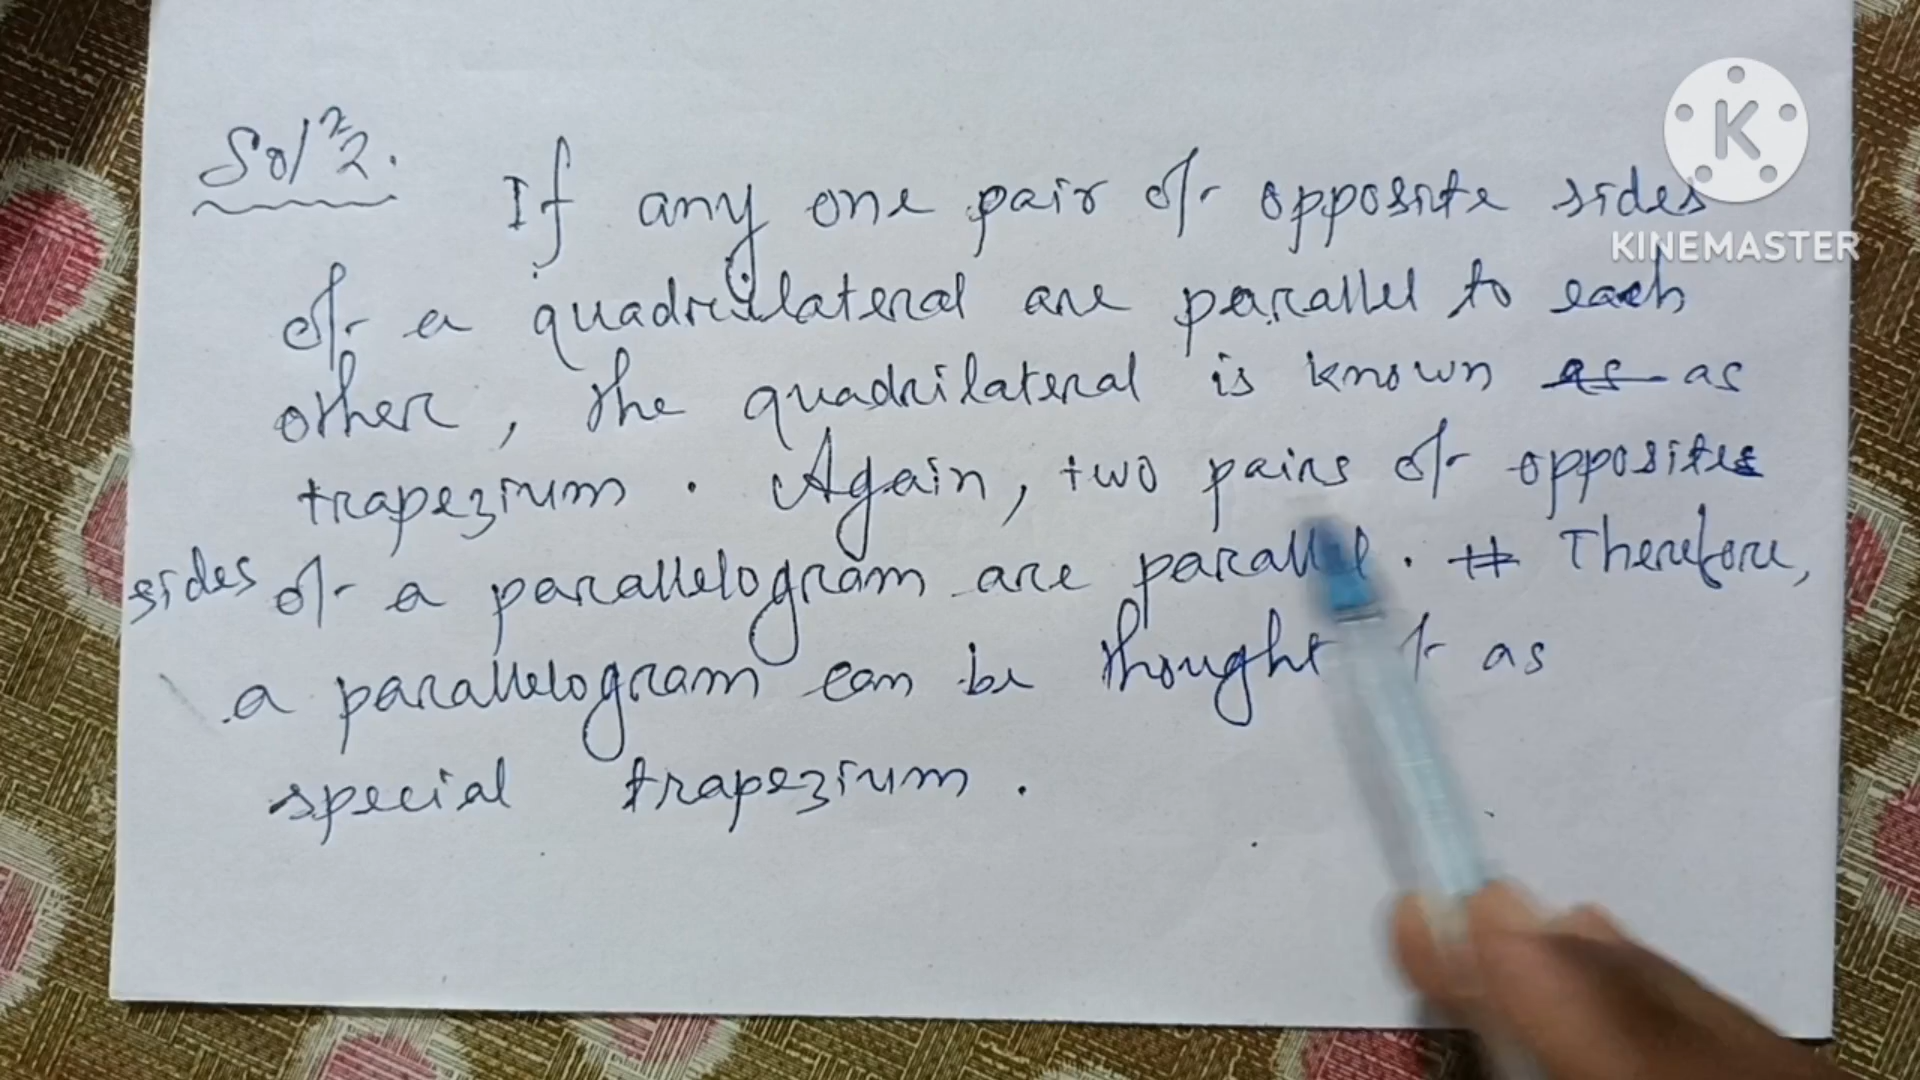 Solⁿ2.
If any one pair of opposite sides
of a quadrilateral are parallel to each
other, the quadrilateral is known as as
trapezium. Again, two pairs of opposites
sides of a parallelogram are parallel. # Therefore,
a parallelogram can be thought as
special trapezium.
K
KINEMASTER